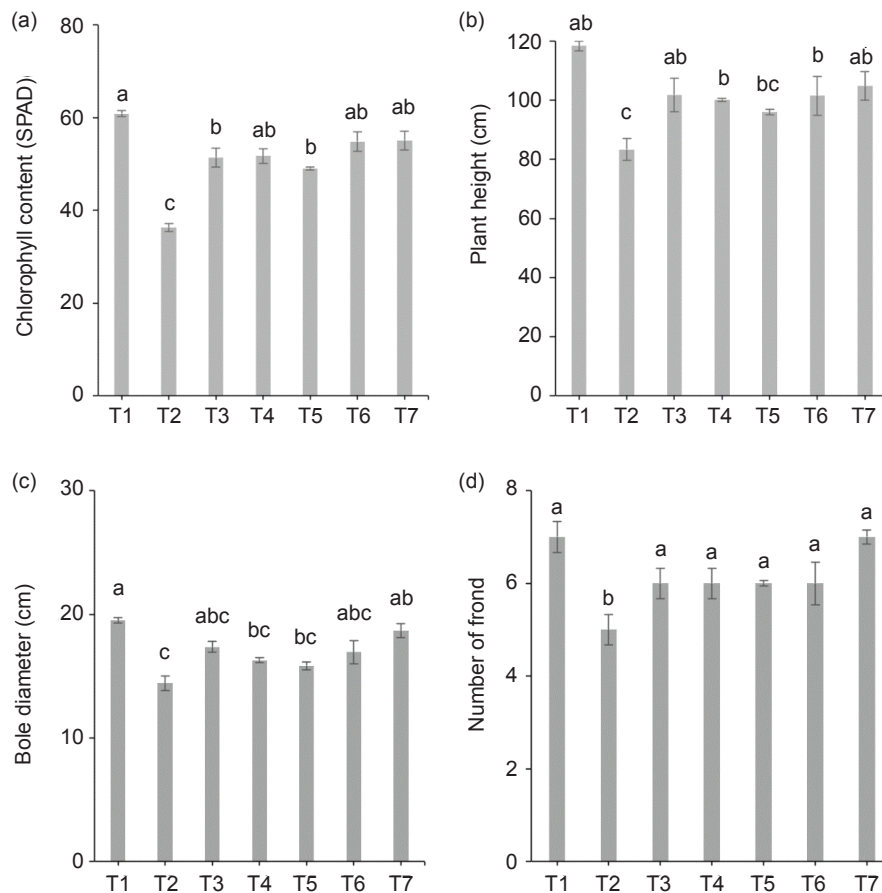 (a)
Chlorophyll content (SPAD)
80
60
40
20
0
a
c
b
ab
b
ab
ab
T1 T2 T3 T4 T5 T6 T7
(b)
Plant height (cm)
120
100
80
60
40
20
0
ab
c
ab
b
bc
b
ab
T1 T2 T3 T4 T5 T6 T7
(c)
Bole diameter (cm)
30
20
10
0
a
c
abc
bc
bc
abc
ab
T1 T2 T3 T4 T5 T6 T7
(d)
Number of frond
8
6
4
2
0
a
b
a
a
a
a
a
T1 T2 T3 T4 T5 T6 T7